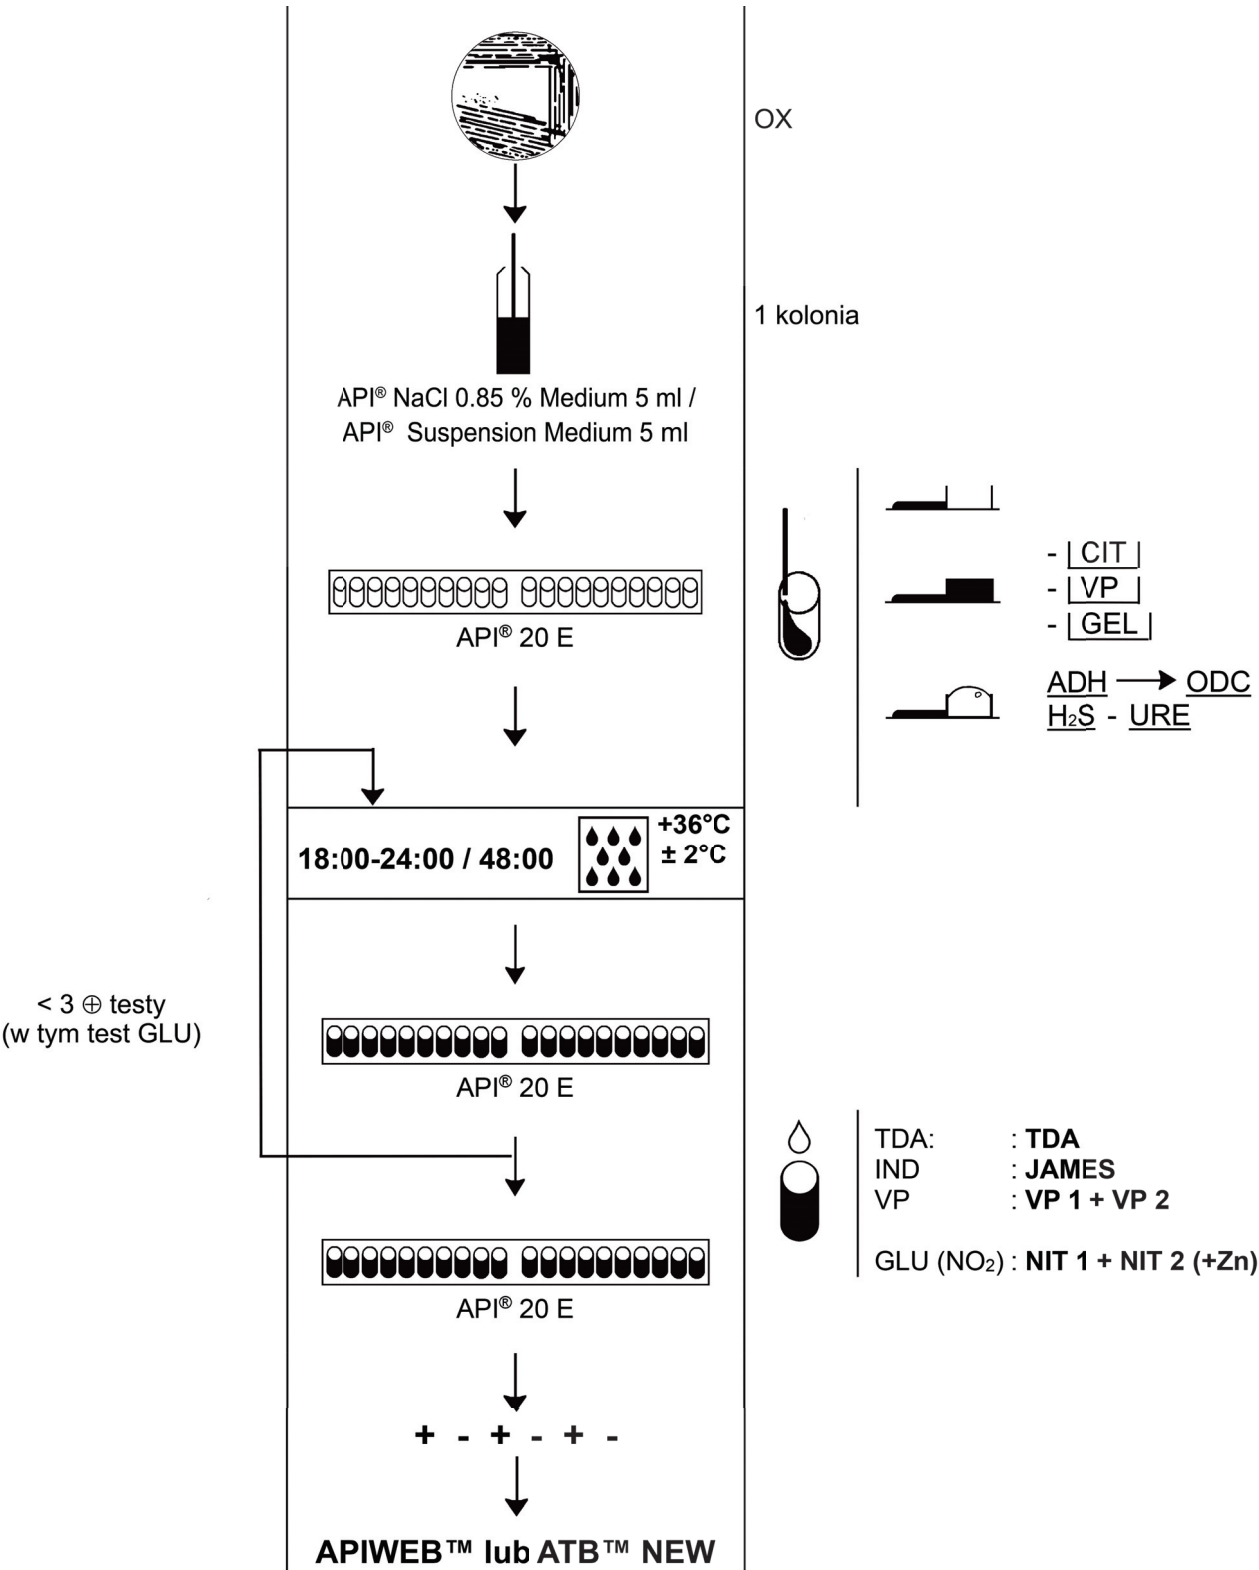 OX
1 kolonia
API® NaCl 0.85 % Medium 5 ml /
API® Suspension Medium 5 ml
- | CIT |
- | VP |
- | GEL |
API® 20 E
ADH → ODC
H₂S - URE
18:00-24:00 / 48:00
+36°C
± 2°C
< 3 ⊕ testy
(w tym test GLU)
API® 20 E
TDA: : TDA
IND : JAMES
VP : VP 1 + VP 2
GLU (NO₂) : NIT 1 + NIT 2 (+Zn)
API® 20 E
+ - + - + -
APIWEB™ lub ATB™ NEW